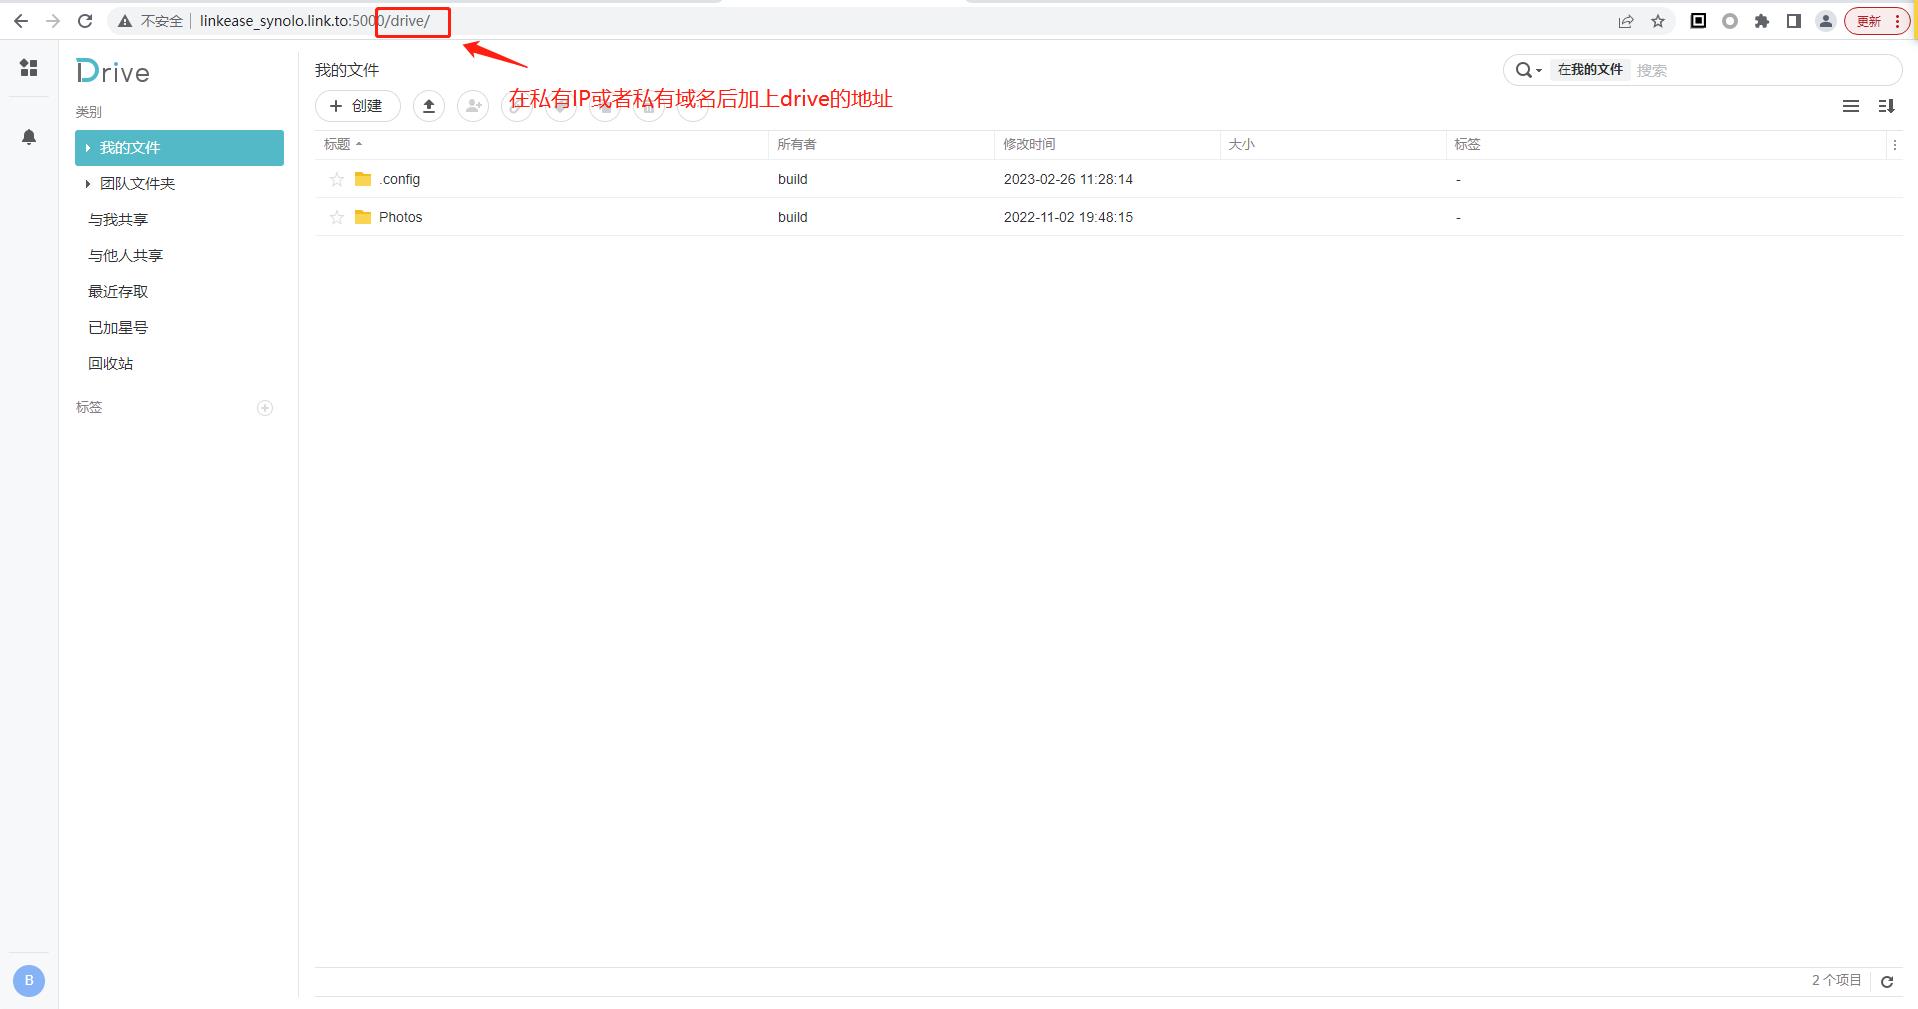 不安全 linkease_synolo.link.to:5000/drive/
更新
Drive
我的文件
在我的文件 搜索
类别
创建
在私有IP或者私有域名后加上drive的地址
我的文件
团队文件夹
与我共享
与他人共享
最近存取
已加星号
回收站
标签
标题 所有者 修改时间 大小 标签
.config build 2023-02-26 11:28:14 -
Photos build 2022-11-02 19:48:15 -
B
2 个项目